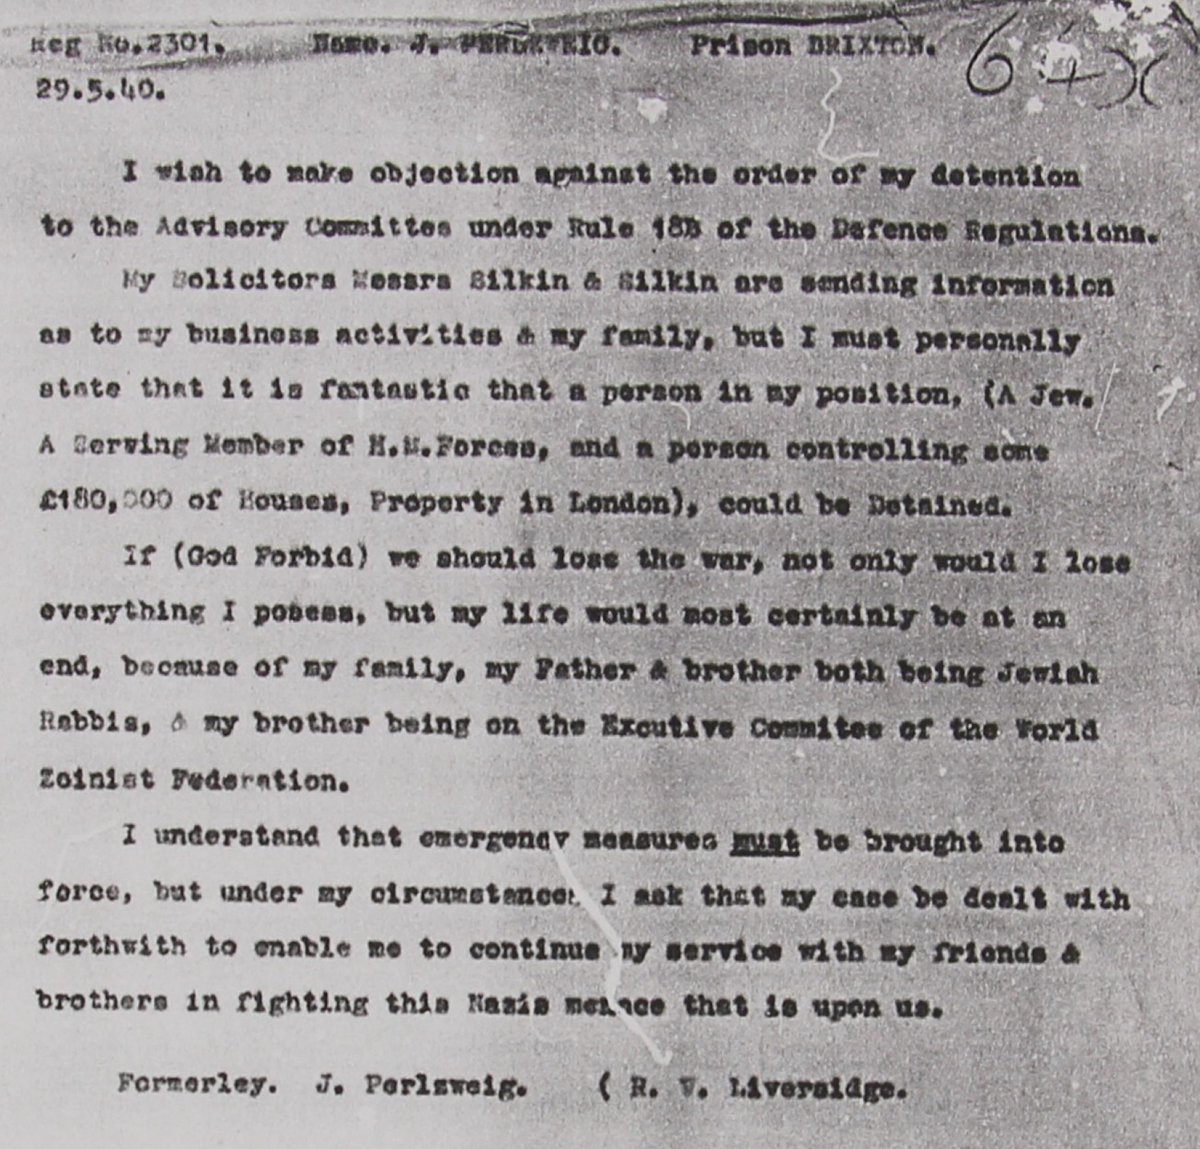 Reg No.2301. Name. J. PERLZWEIG. Prison BRIXTON. 64
29.5.40.
I wish to make objection against the order of my detention
to the Advisory Committee under Rule 18B of the Defence Regulations.
My Solicitors Messrs Silkin & Silkin are sending information
as to my business activities & my family, but I must personally
state that it is fantastic that a person in my position, (A Jew.
A Serving Member of H.M.Forces, and a person controlling some
£180,000 of Houses, Property in London), could be Detained.
If (God Forbid) we should lose the war, not only would I lose
everything I posess, but my life would most certainly be at an
end, because of my family, my Father & brother both being Jewish
Rabbis, & my brother being on the Excutive Commitee of the World
Zoinist Federation.
I understand that emergency measures must be brought into
force, but under my circumstances I ask that my case be dealt with
forthwith to enable me to continue my service with my friends &
brothers in fighting this Nazis menace that is upon us.
Formerley. J. Perlsweig. ( R. W. Liversidge.